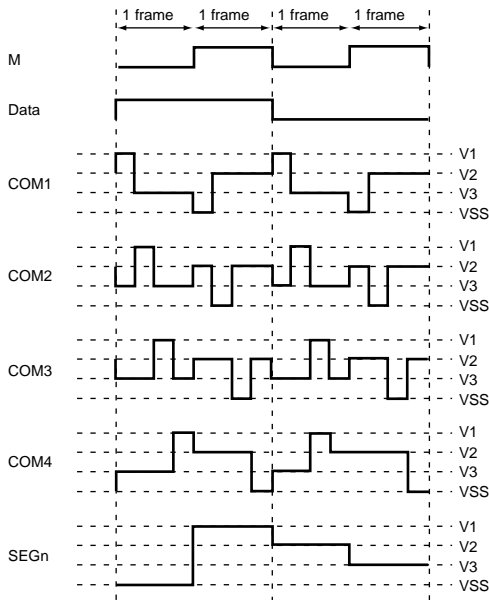 1 frame 1 frame 1 frame 1 frame
M
Data
V1
V2
COM1
V3
VSS
V1
COM2
V2
V3
VSS
V1
V2
COM3
V3
VSS
V1
V2
COM4
V3
VSS
V1
V2
SEGn
V3
VSS